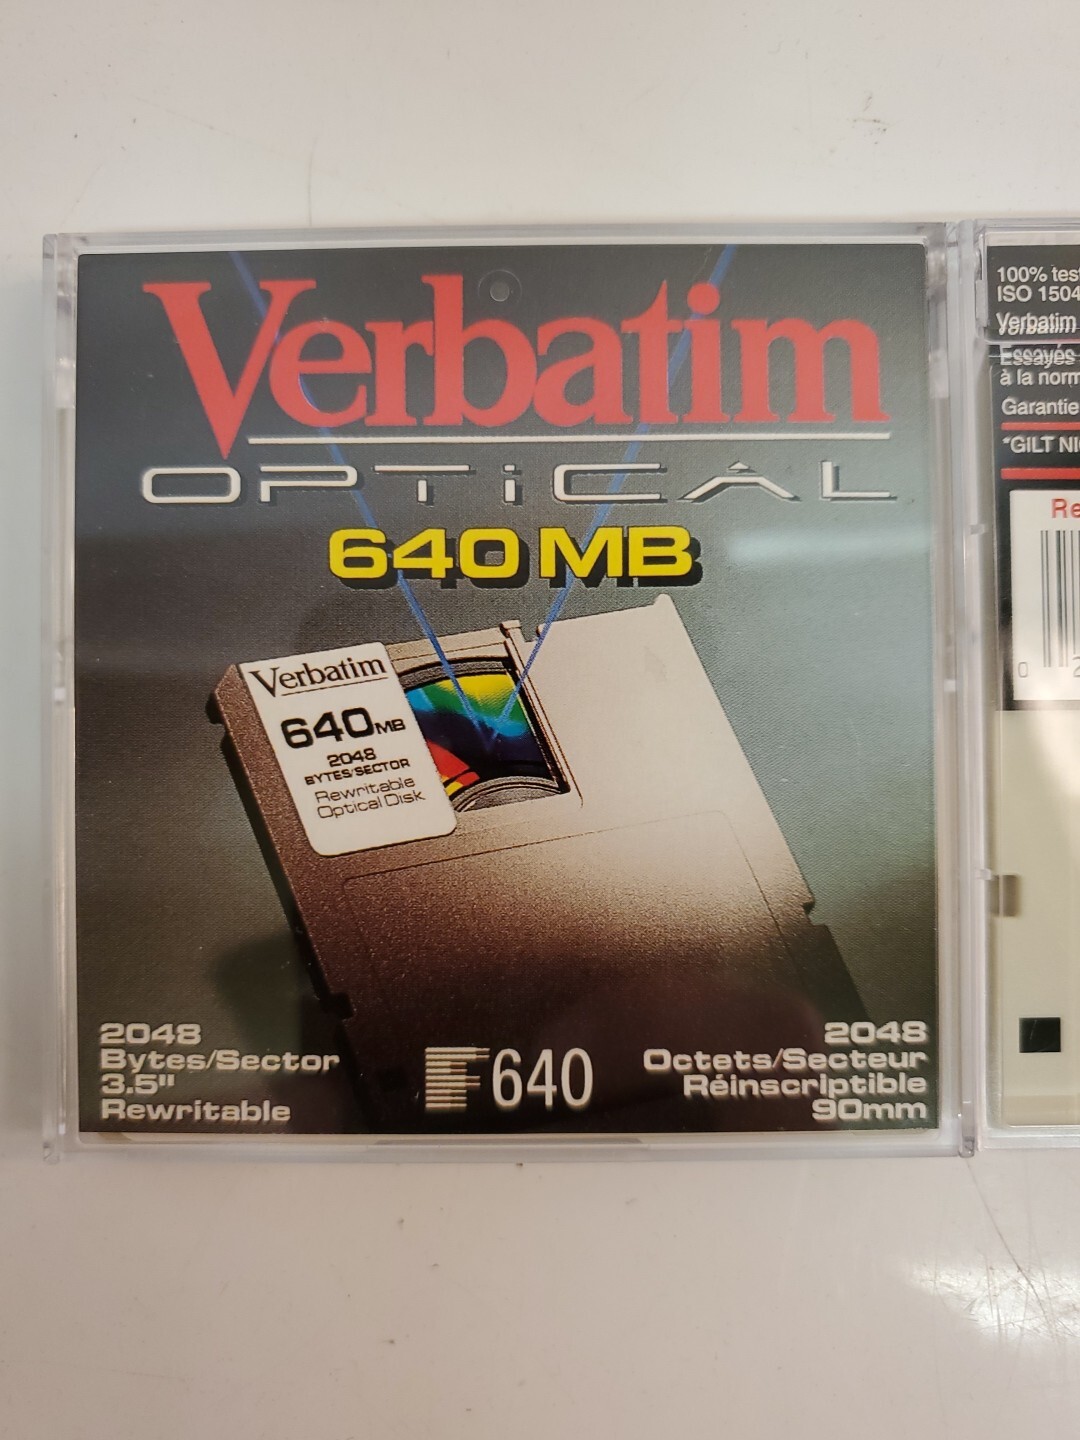 Verbatim
OPTiCAL
640 MB
Verbatim
640MB
2048
BYTES/SECTOR
Rewritable
Optical Disk
2048
Bytes/Sector
3.5"
Rewritable
640
2048
Octets/Secteur
Réinscriptible
90mm
100% test
ISO 1504
Verbatim
Essayés
à la norm
Garantie
*GILT NI
Re
0